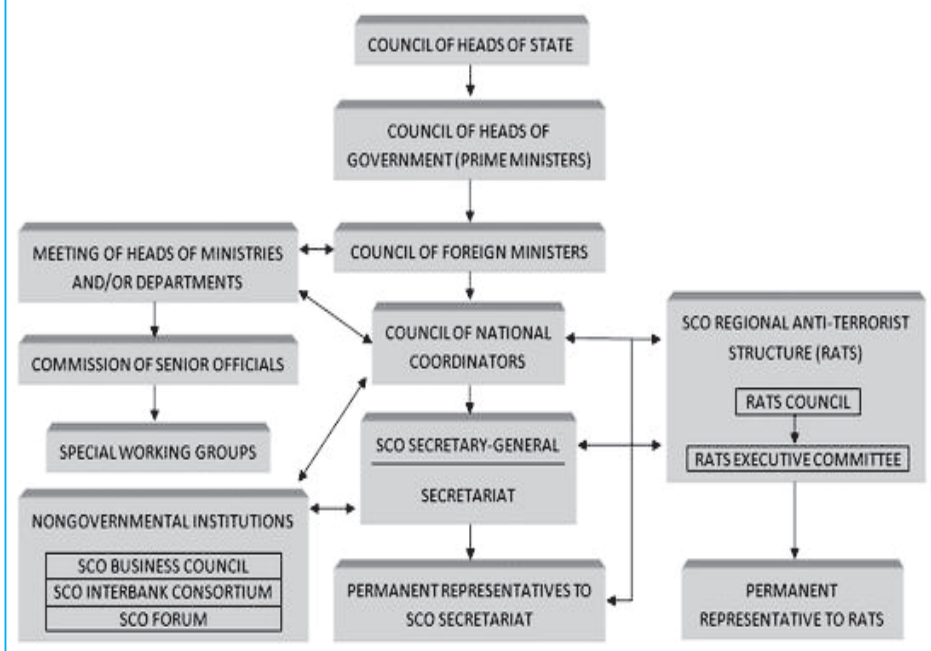 COUNCIL OF HEADS OF STATE
COUNCIL OF HEADS OF
GOVERNMENT (PRIME MINISTERS)
MEETING OF HEADS OF MINISTRIES
AND/OR DEPARTMENTS
COUNCIL OF FOREIGN MINISTERS
COUNCIL OF NATIONAL
COORDINATORS
SCO REGIONAL ANTI-TERRORIST
STRUCTURE (RATS)
RATS COUNCIL
RATS EXECUTIVE COMMITTEE
COMMISSION OF SENIOR OFFICIALS
SPECIAL WORKING GROUPS
SCO SECRETARY-GENERAL
SECRETARIAT
NONGOVERNMENTAL INSTITUTIONS
SCO BUSINESS COUNCIL
SCO INTERBANK CONSORTIUM
SCO FORUM
PERMANENT REPRESENTATIVES TO
SCO SECRETARIAT
PERMANENT
REPRESENTATIVE TO RATS